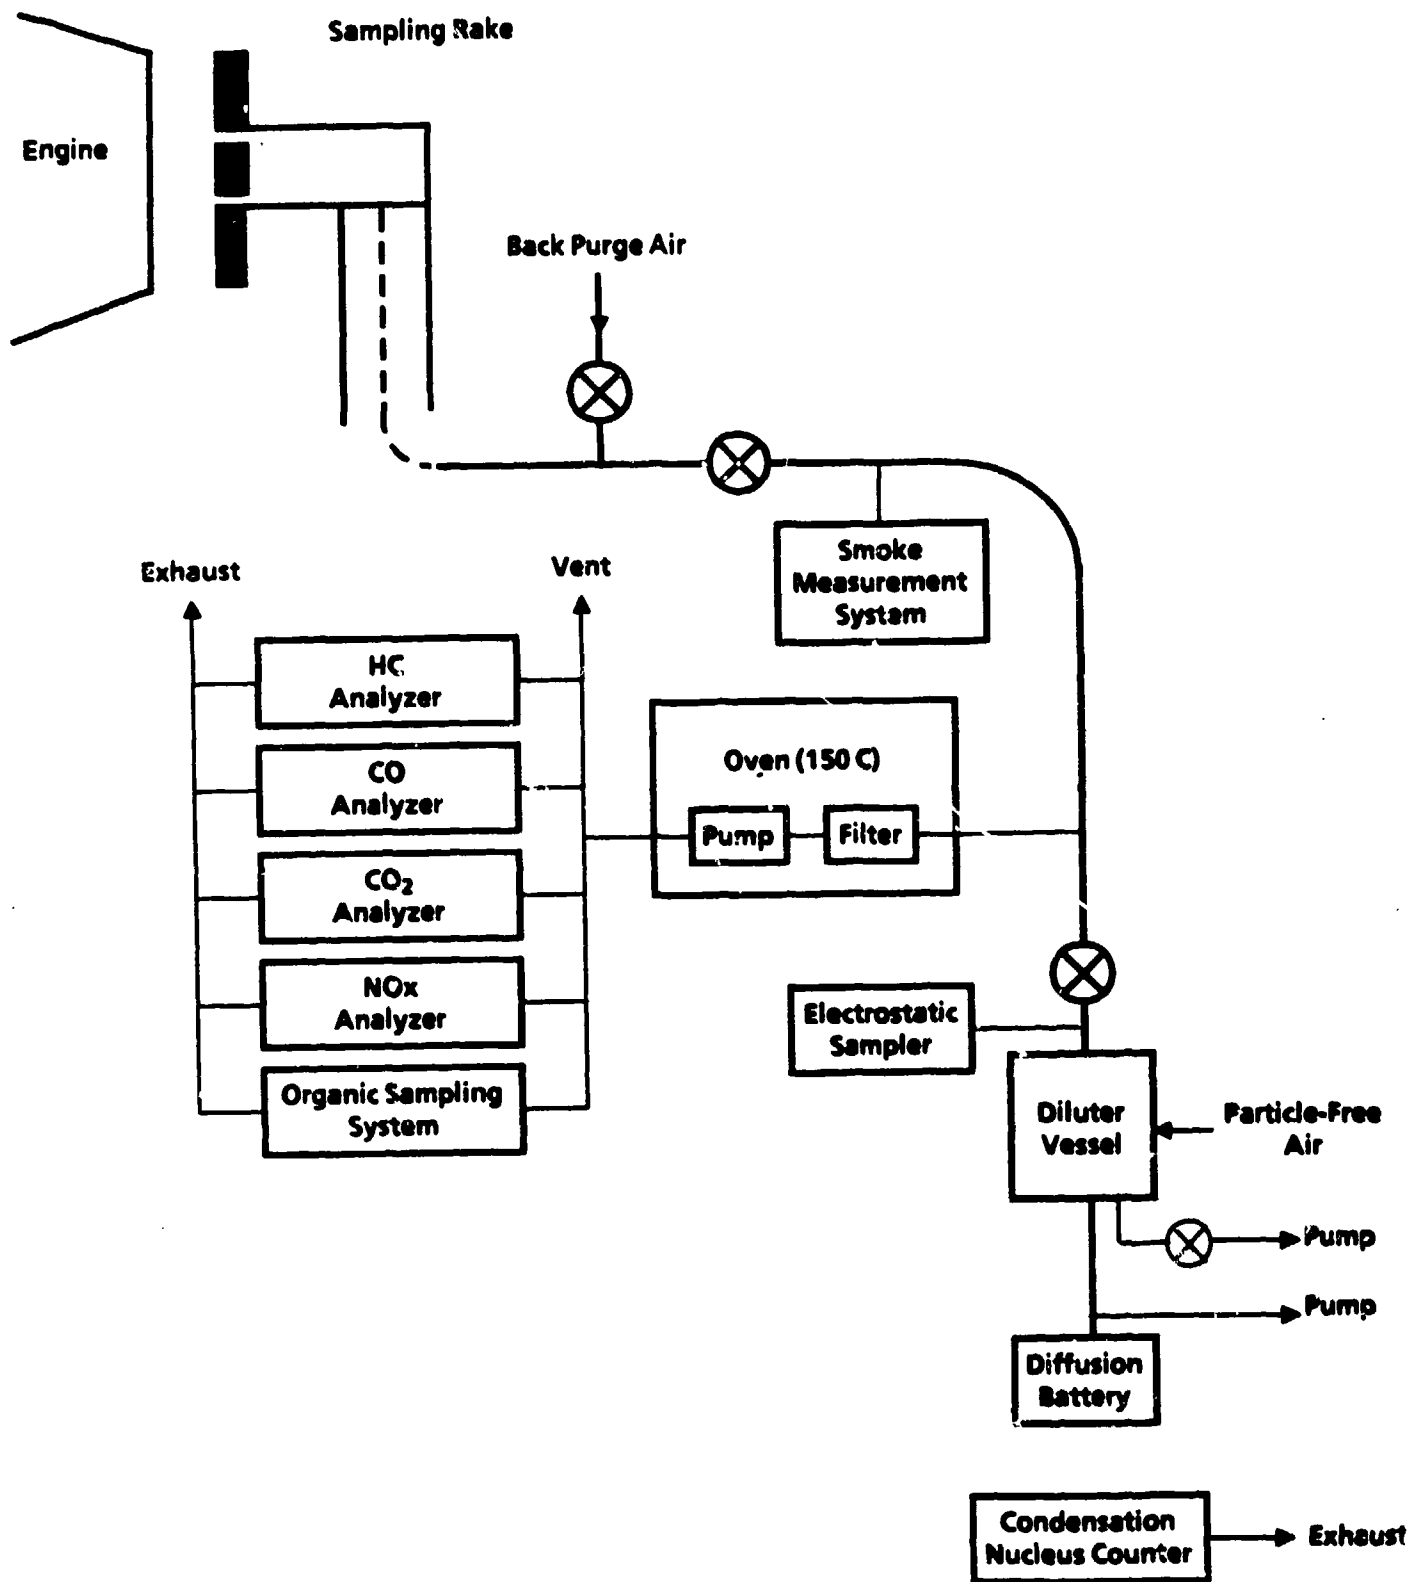 Sampling Rake
Engine
Back Purge Air
Smoke
Measurement
System
Exhaust
Vent
HC
Analyzer
CO
Analyzer
CO₂
Analyzer
NOx
Analyzer
Organic Sampling
System
Oven (150 C)
Pump
Filter
Electrostatic
Sampler
Diluter
Vessel
Particle-Free
Air
Pump
Pump
Diffusion
Battery
Condensation
Nucleus Counter
Exhaust